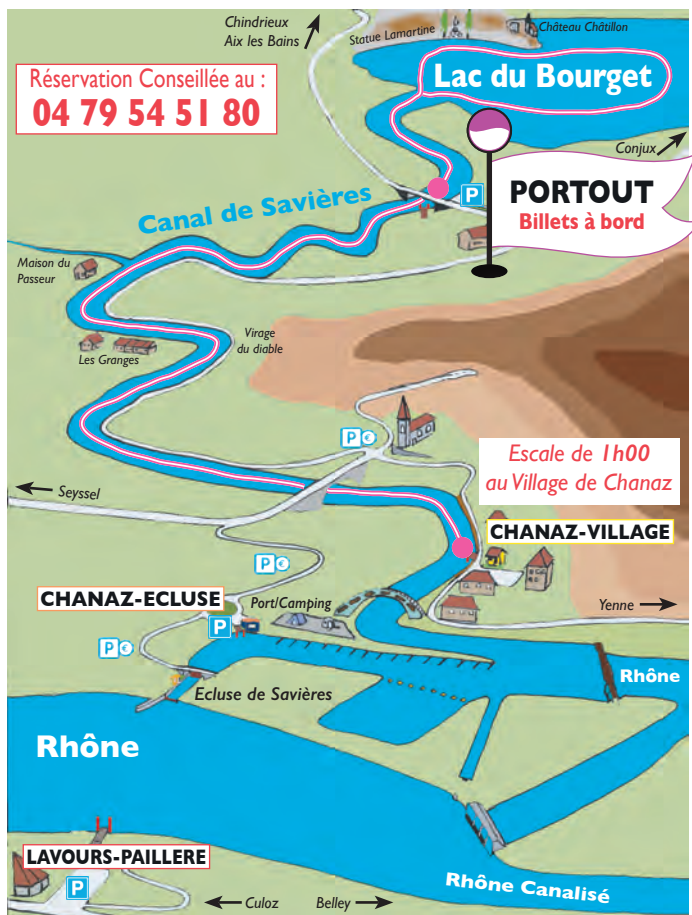 Chindrieux
Aix les Bains
Statue Lamartine
Château Châtillon
Réservation Conseillée au :
04 79 54 51 80
Lac du Bourget
Conjux
P
PORTOUT
Billets à bord
Canal de Savières
Maison du
Passeur
Virage
du diable
Les Granges
P €
Escale de 1h00
au Village de Chanaz
Seyssel
CHANAZ-VILLAGE
P €
CHANAZ-ECLUSE
Port/Camping
Yenne
P
P €
Rhône
Ecluse de Savières
Rhône
LAVOURS-PAILLERE
P
Rhône Canalisé
Culoz
Belley